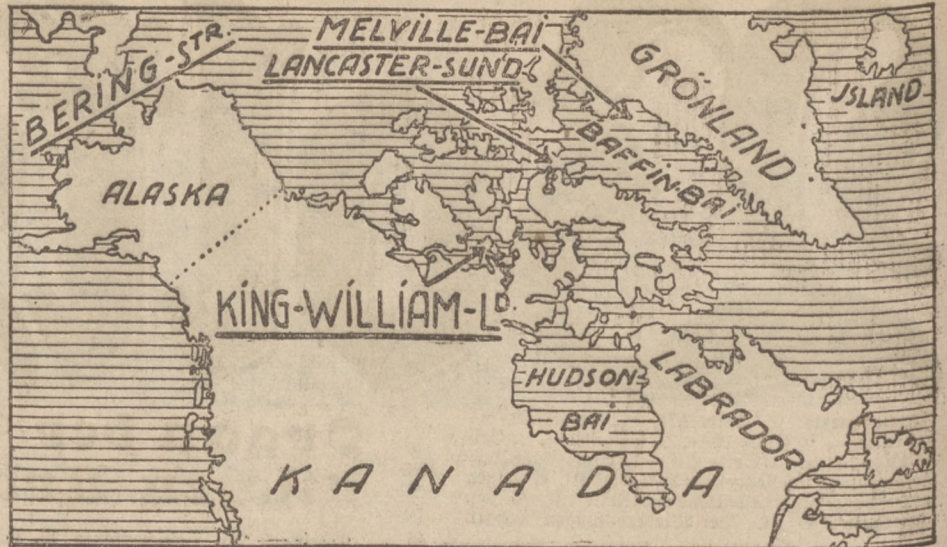 BERING-STR.
MELVILLE-BAI
LANCASTER-SUND
GRÖNLAND
JSLAND
BAFFIN-BAI
ALASKA
KING-WILLIAM-LD
HUDSON-
BAI
LABRADOR
KANADA